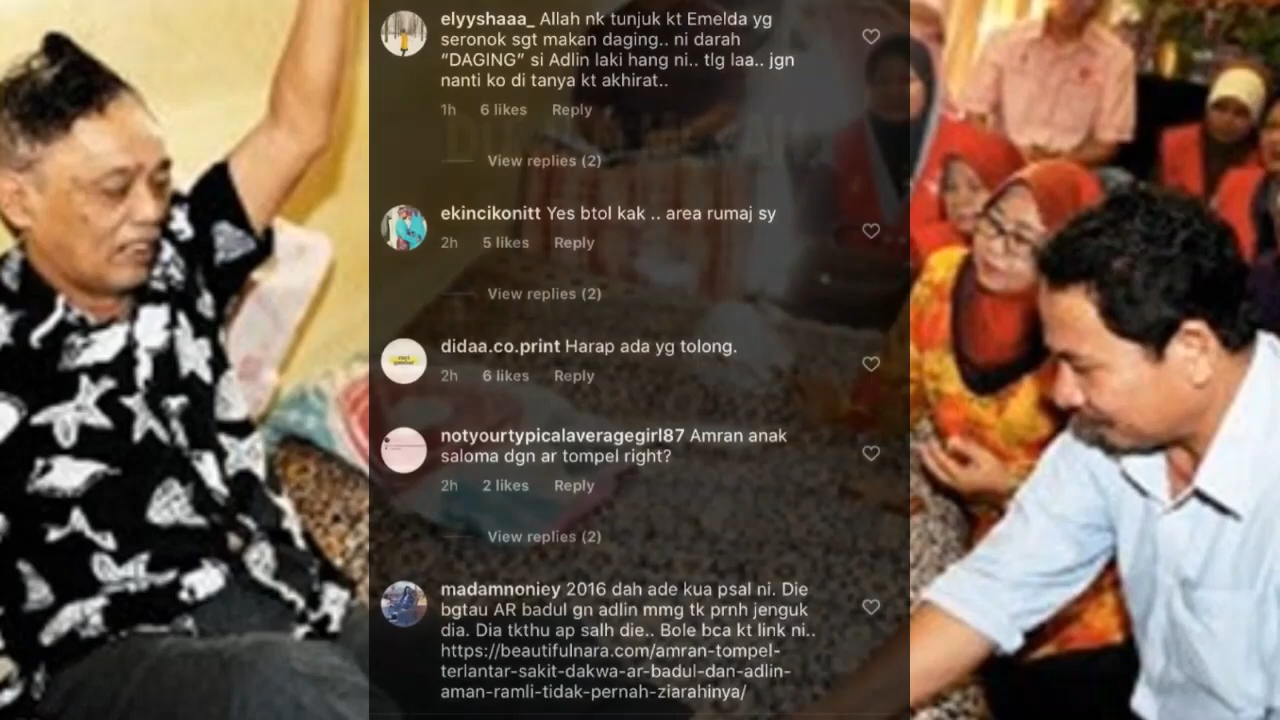 elyyshaaa_ Allah nk tunjuk kt Emelda yg
seronok sgt makan daging.. ni darah
“DAGING” si Adlin laki hang ni.. tlg laa.. jgn
nanti ko di tanya kt akhirat..
1h 6 likes Reply
View replies (2)
ekincikonitt Yes btol kak .. area rumaj sy
2h 5 likes Reply
View replies (2)
didaa.co.print Harap ada yg tolong.
2h 6 likes Reply
notyourtypicalaveragegirl87 Amran anak
saloma dgn ar tompel right?
2h 2 likes Reply
View replies (2)
madamnoniey 2016 dah ade kua psal ni. Die
bgtau AR badul gn adlin mmg tk prnh jenguk
dia. Dia tkthu ap salh die.. Bole bca kt link ni..
https://beautifulnara.com/amran-tompel-
terlantar-sakit-dakwa-ar-badul-dan-adlin-
aman-ramli-tidak-pernah-ziarahinya/